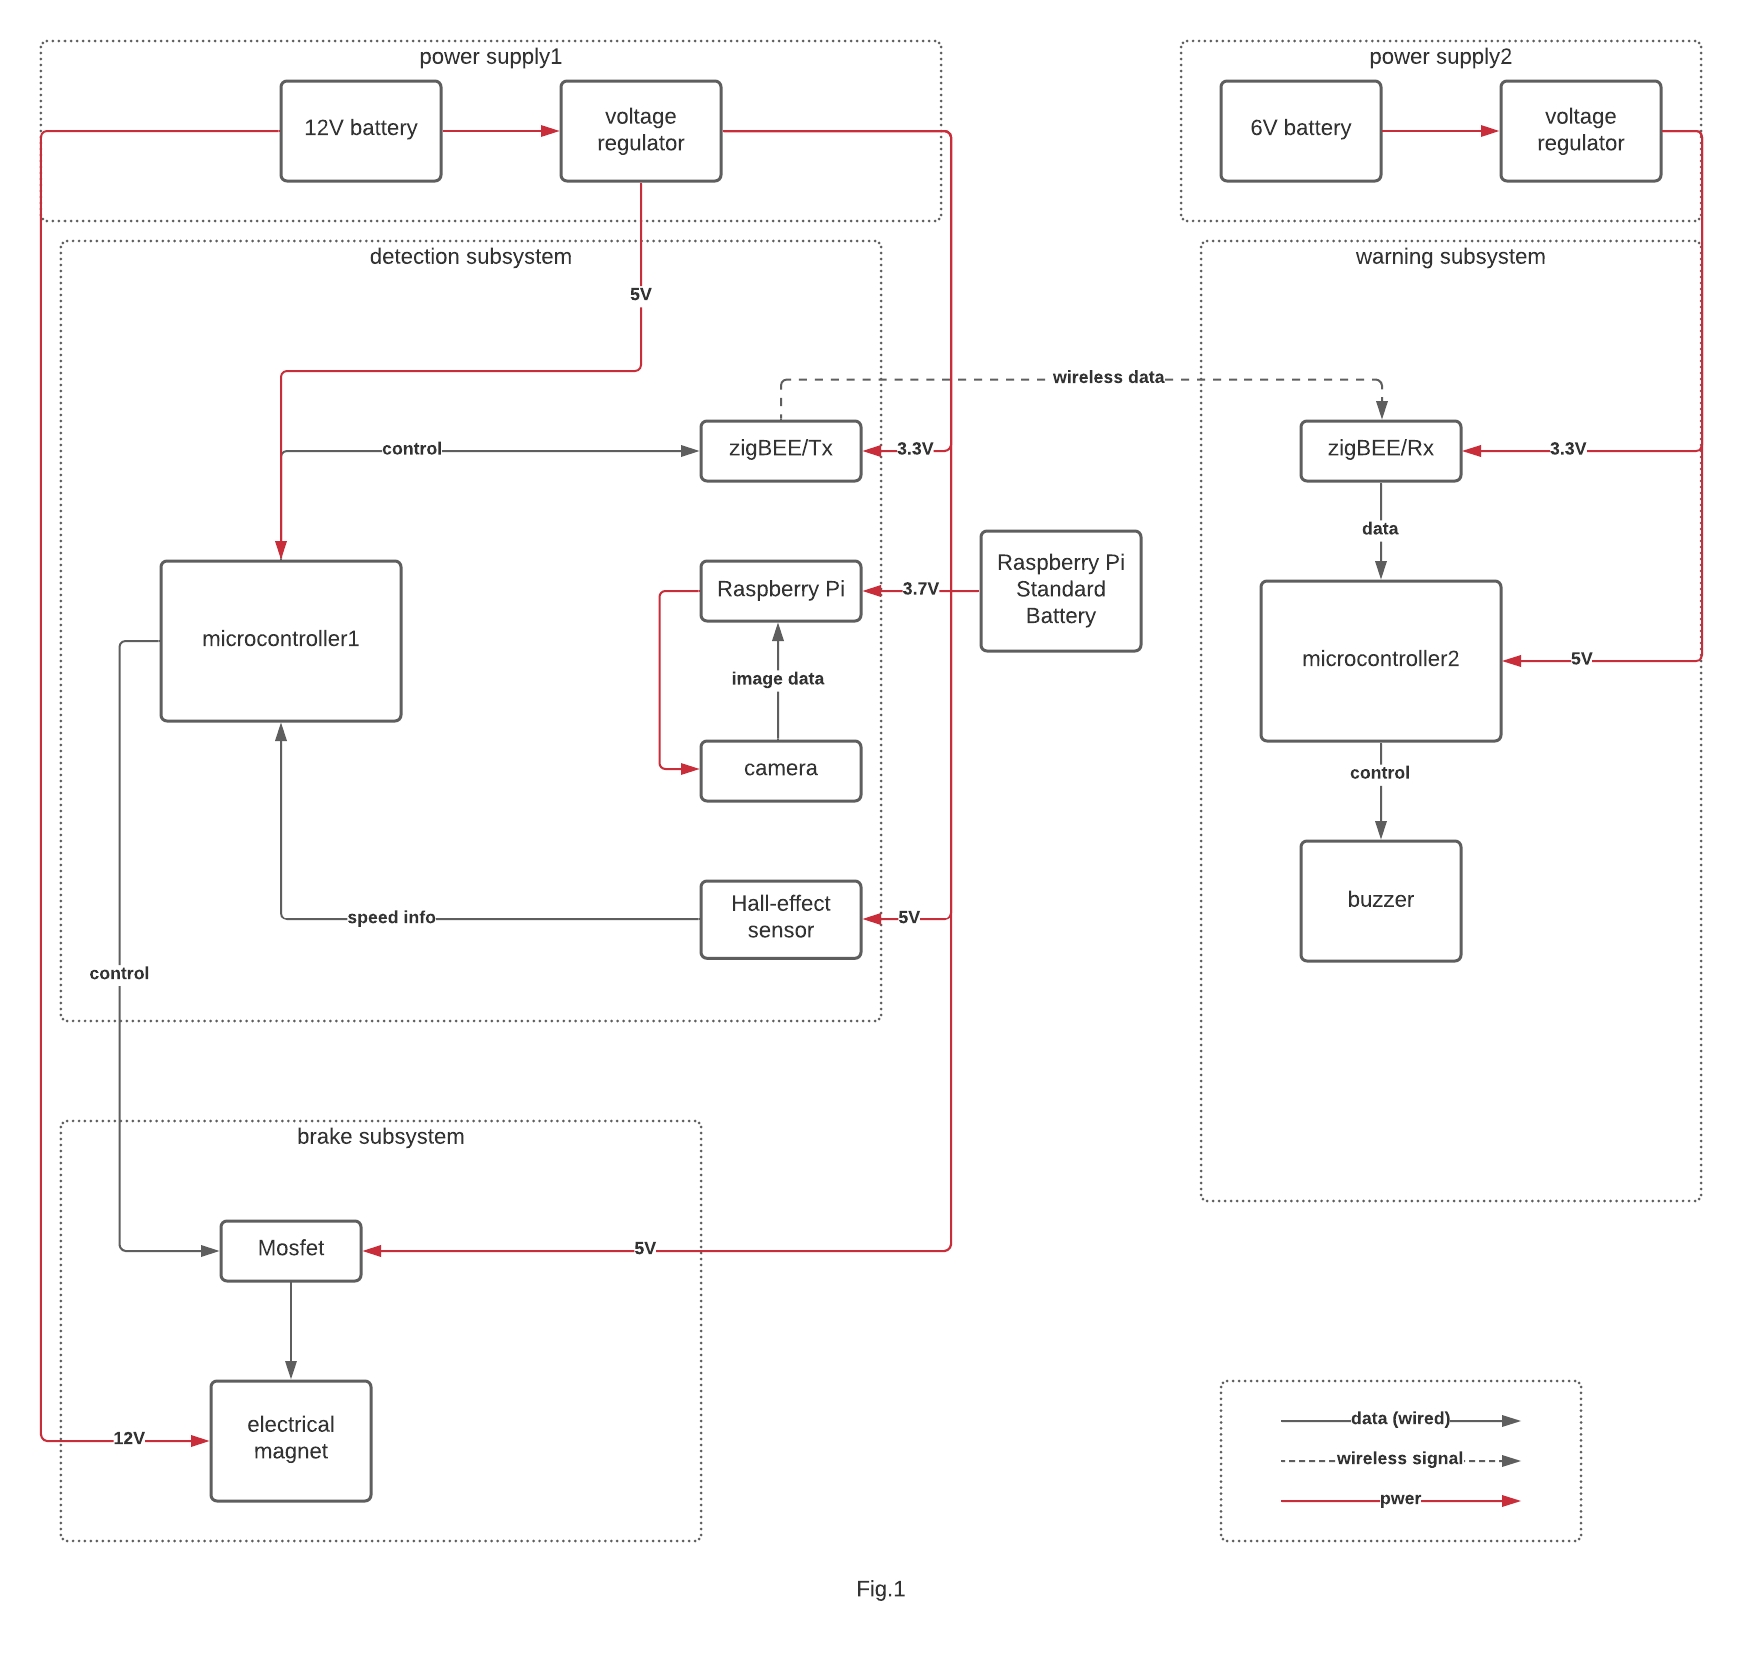 power supply1
12V battery
voltage
regulator
power supply2
6V battery
voltage
regulator
detection subsystem
5V
warning subsystem
wireless data
control
zigBEE/Tx
3.3V
zigBEE/Rx
3.3V
data
Raspberry Pi
3.7V
Raspberry Pi
Standard
Battery
microcontroller1
image data
microcontroller2
5V
camera
control
Hall-effect
sensor
5V
speed info
buzzer
control
brake subsystem
Mosfet
5V
electrical
magnet
12V
data (wired)
wireless signal
pwer
Fig.1